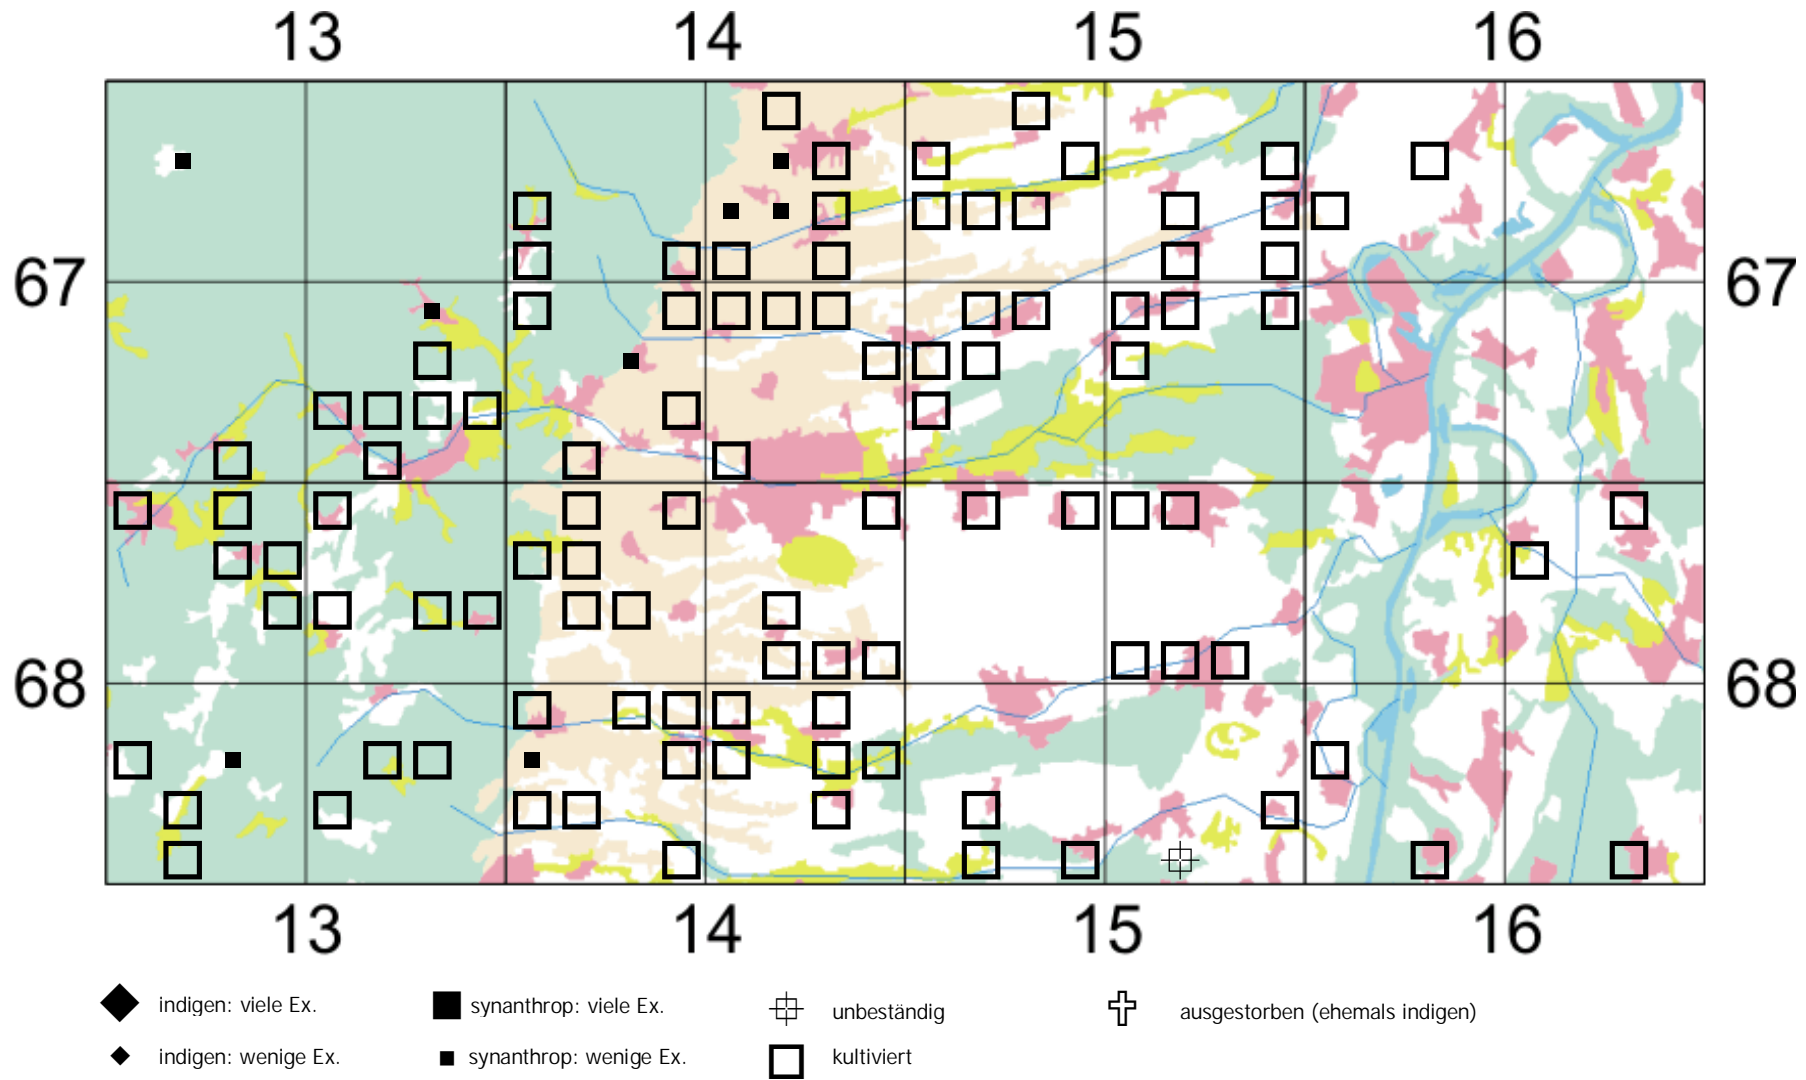 13 14 15 16
67 67
68 68
13 14 15 16
indigen: viele Ex. synanthrop: viele Ex. unbeständig ausgestorben (ehemals indigen)
indigen: wenige Ex. synanthrop: wenige Ex. kultiviert